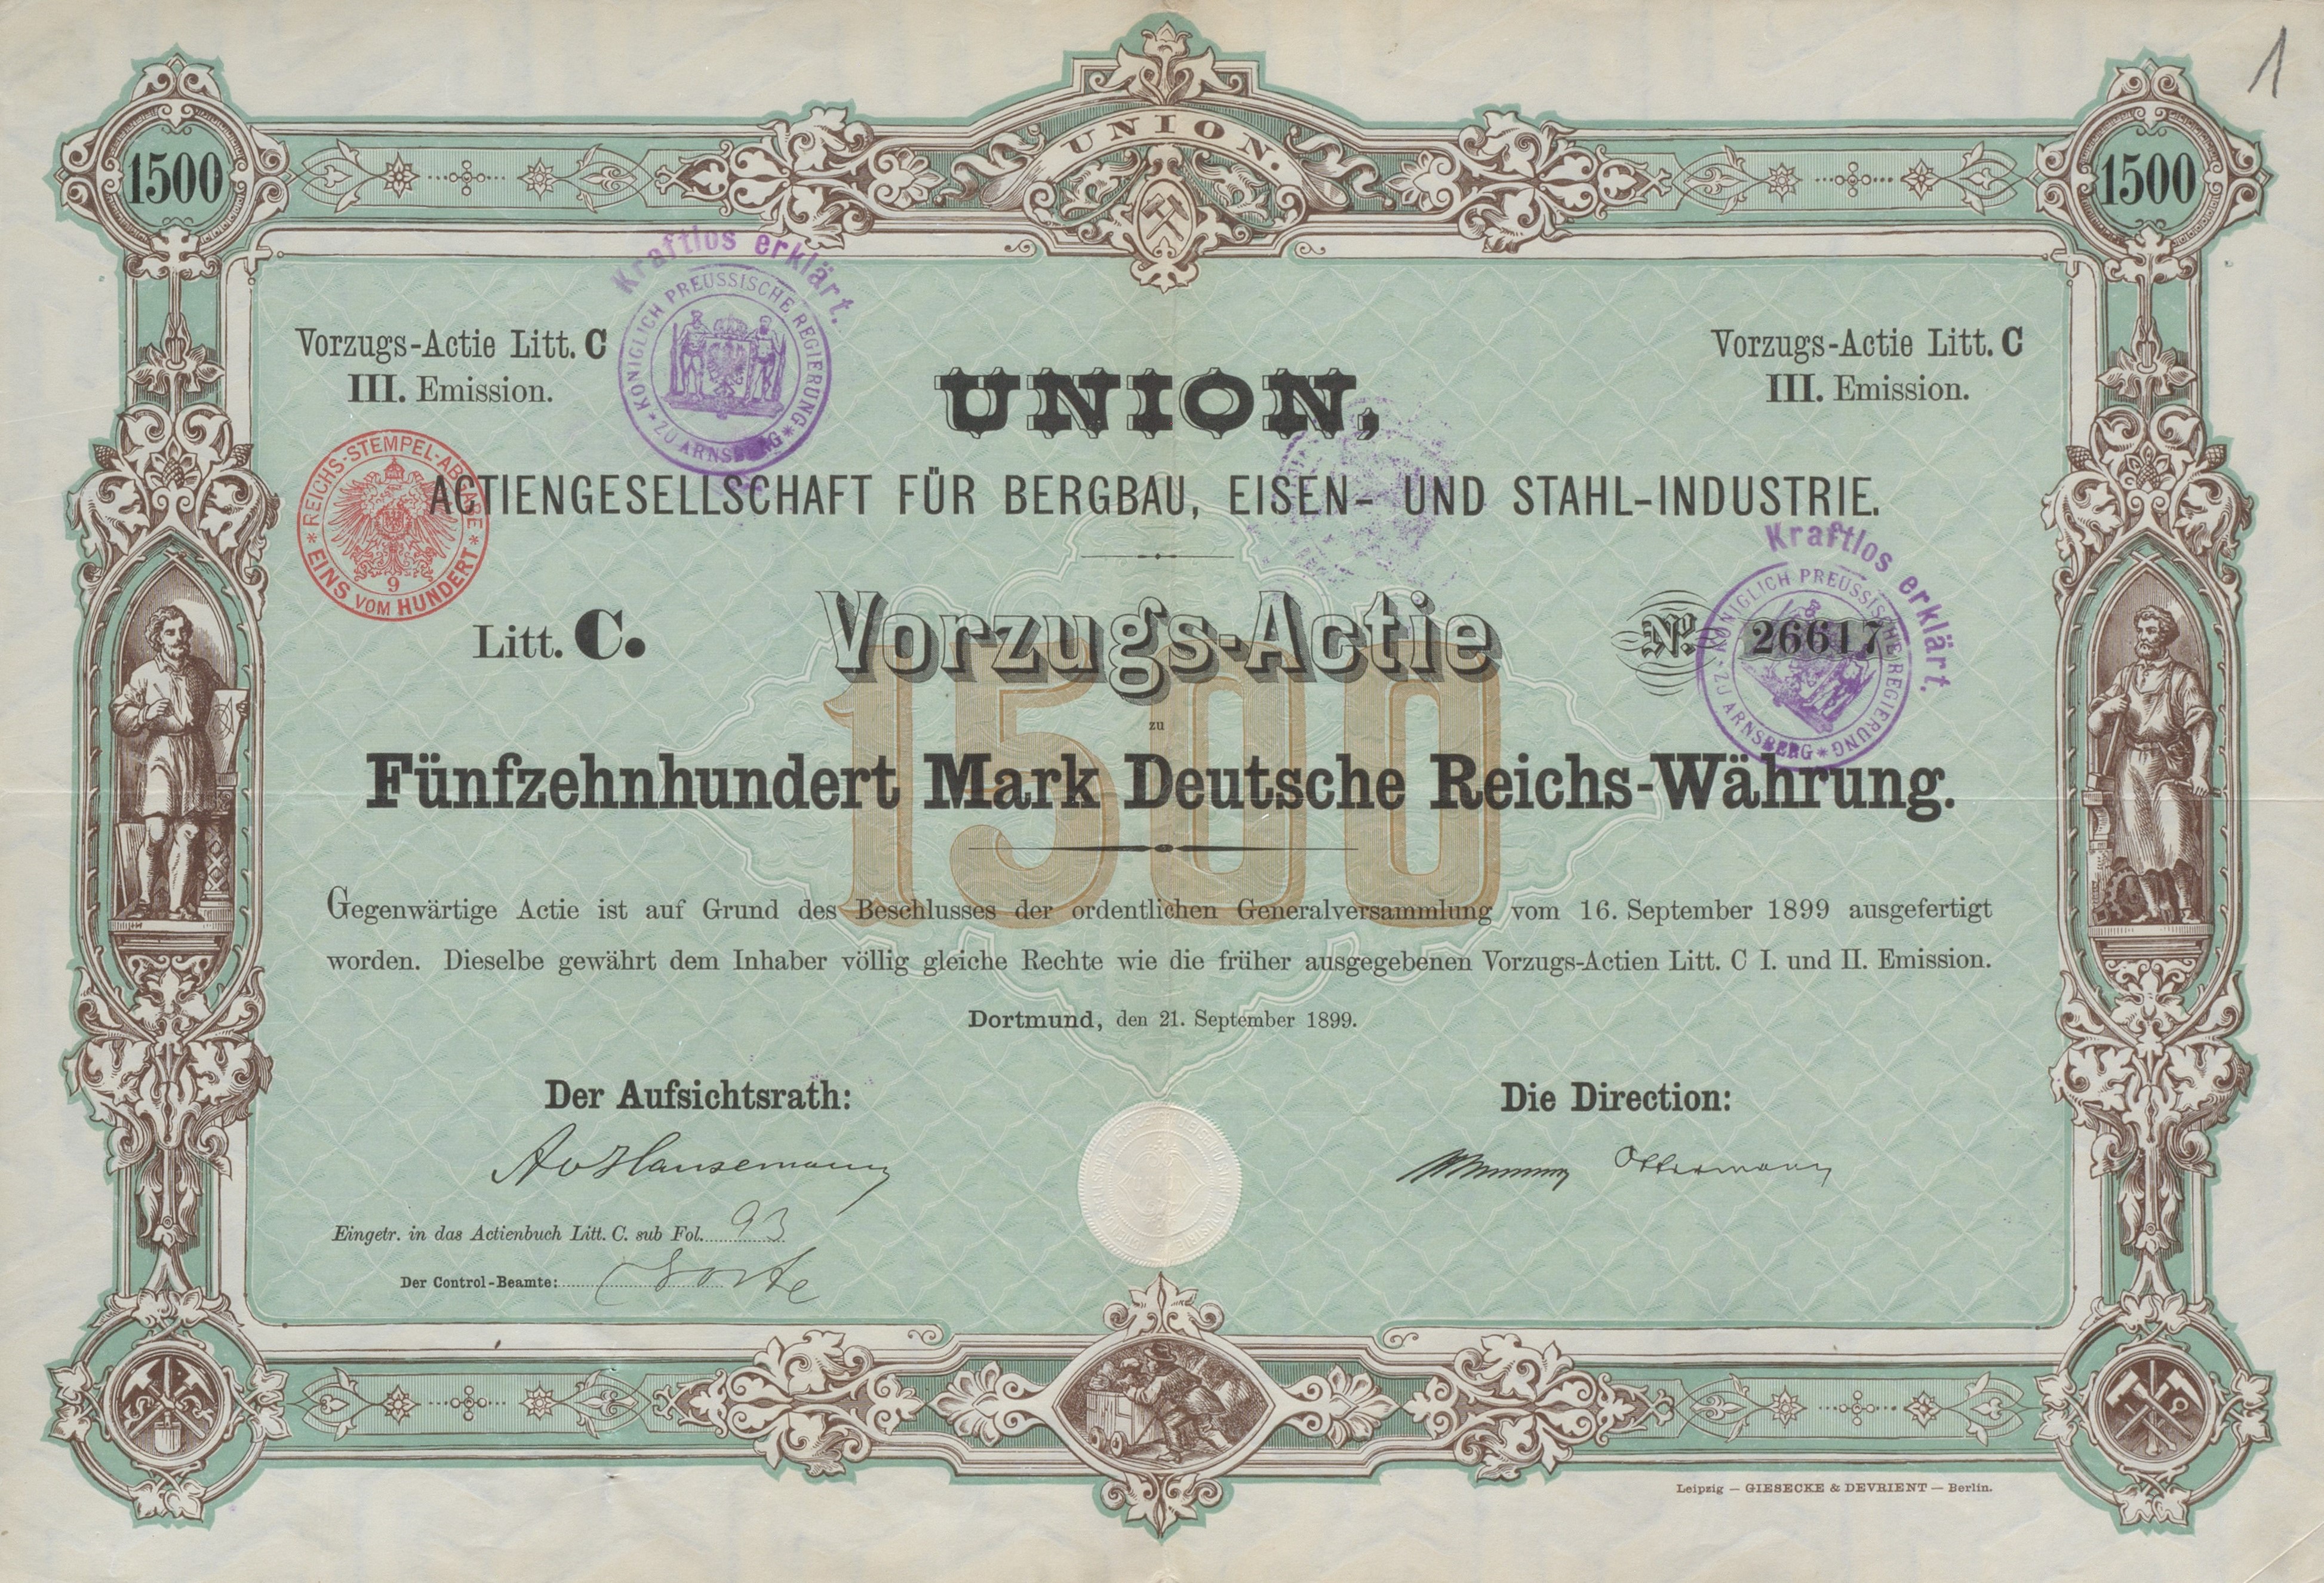 1
UNION.
1500
1500
Kraftlos erklärt.
KÖNIGLICH PREUSSISCHE REGIERUNG * ZU ARNSBERG *
Vorzugs-Actie Litt. C
III. Emission.
Vorzugs-Actie Litt. C
III. Emission.
UNION,
REICHS-STEMPEL-ABGABE * EINS VOM HUNDERT *
9
ACTIENGESELLSCHAFT FÜR BERGBAU, EISEN- UND STAHL-INDUSTRIE.
Kraftlos erklärt.
KÖNIGLICH PREUSSISCHE REGIERUNG * ZU ARNSBERG
Litt. C. Vorzugs-Actie No. 26617
1500
zu
Fünfzehnhundert Mark Deutsche Reichs-Währung.
Gegenwärtige Actie ist auf Grund des Beschlusses der ordentlichen Generalversammlung vom 16. September 1899 ausgefertigt
worden. Dieselbe gewährt dem Inhaber völlig gleiche Rechte wie die früher ausgegebenen Vorzugs-Actien Litt. C I. und II. Emission.
Dortmund, den 21. September 1899.
Der Aufsichtsrath:
Die Direction:
AvHansemann
Ottermann
Eingetr. in das Actienbuch Litt. C. sub Fol. 93
Der Control-Beamte:
Leipzig — GIESECKE & DEVRIENT — Berlin.